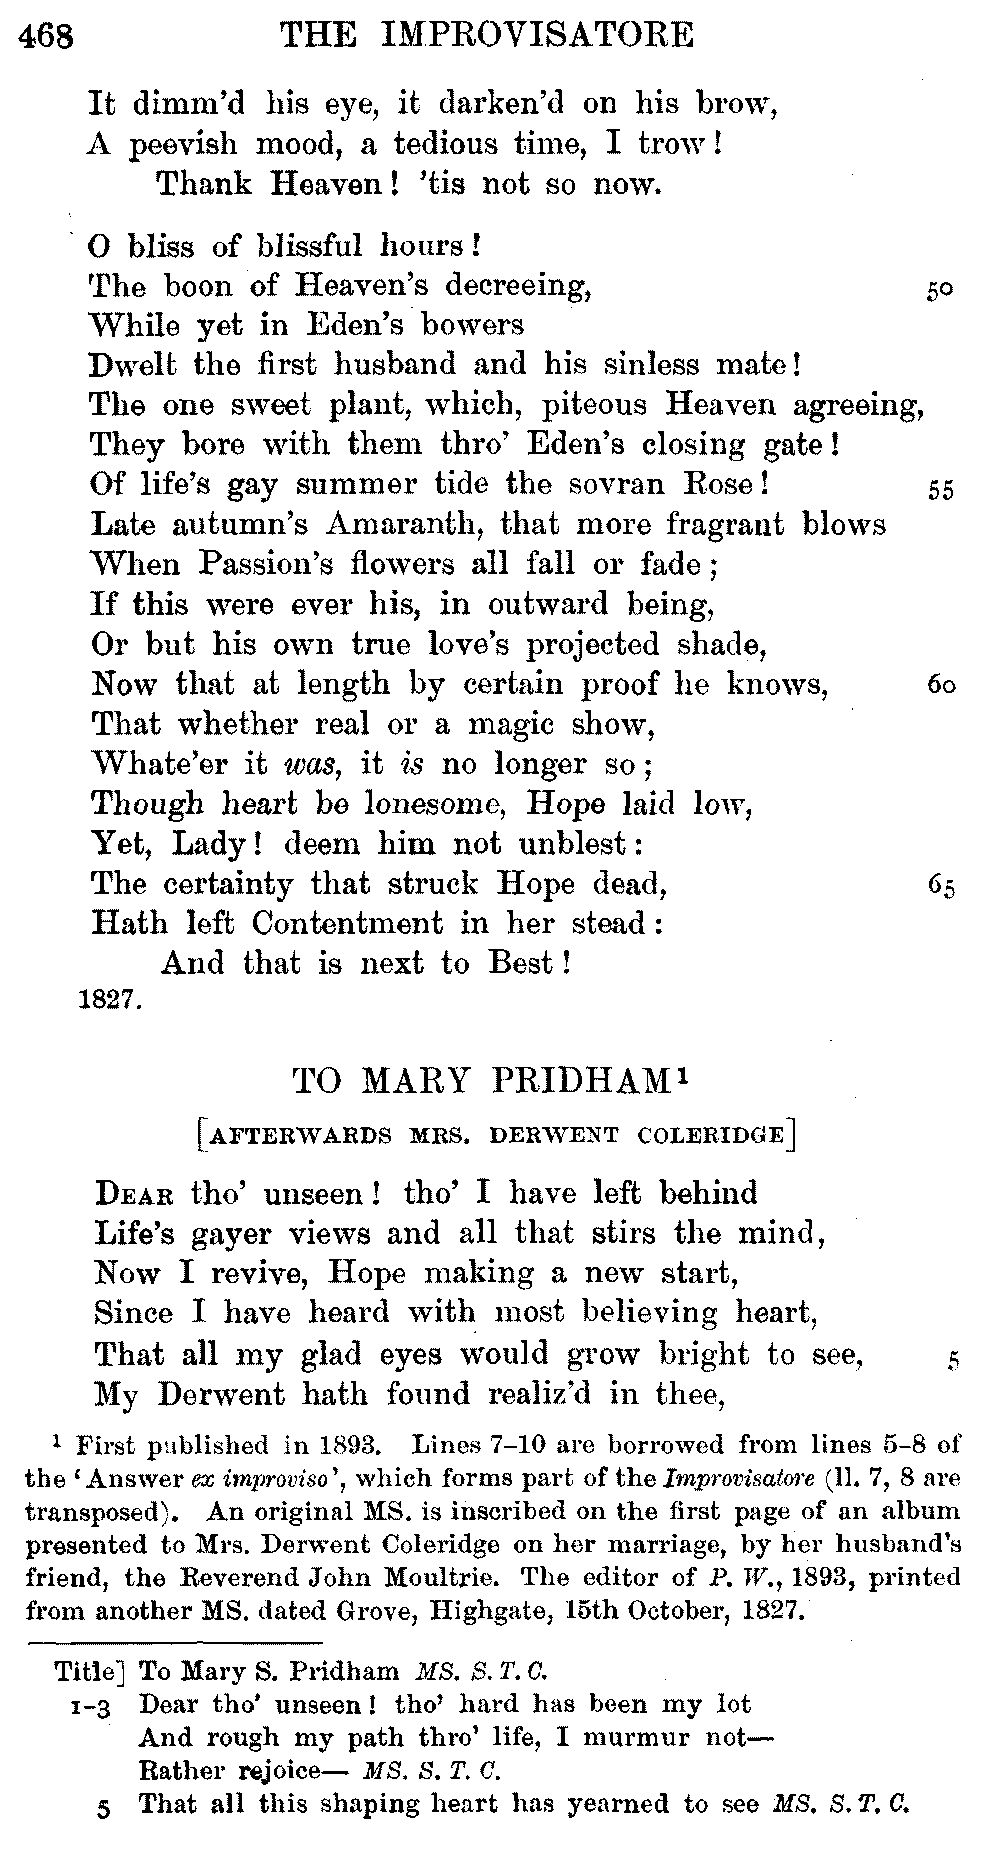 468 THE IMPROVISATORE
It dimm'd his eye, it darken'd on his brow,
A peevish mood, a tedious time, I trow!
Thank Heaven! 'tis not so now.
O bliss of blissful hours!
The boon of Heaven's decreeing, 50
While yet in Eden's bowers
Dwelt the first husband and his sinless mate!
The one sweet plant, which, piteous Heaven agreeing,
They bore with them thro' Eden's closing gate!
Of life's gay summer tide the sovran Rose! 55
Late autumn's Amaranth, that more fragrant blows
When Passion's flowers all fall or fade;
If this were ever his, in outward being,
Or but his own true love's projected shade,
Now that at length by certain proof he knows, 60
That whether real or a magic show,
Whate'er it was, it is no longer so;
Though heart be lonesome, Hope laid low,
Yet, Lady! deem him not unblest:
The certainty that struck Hope dead, 65
Hath left Contentment in her stead:
And that is next to Best!
1827.
TO MARY PRIDHAM¹
[AFTERWARDS MRS. DERWENT COLERIDGE]
DEAR tho' unseen! tho' I have left behind
Life's gayer views and all that stirs the mind,
Now I revive, Hope making a new start,
Since I have heard with most believing heart,
That all my glad eyes would grow bright to see, 5
My Derwent hath found realiz'd in thee,
¹ First published in 1893. Lines 7–10 are borrowed from lines 5–8 of
the 'Answer ex improviso', which forms part of the Improvisatore (ll. 7, 8 are
transposed). An original MS. is inscribed on the first page of an album
presented to Mrs. Derwent Coleridge on her marriage, by her husband's
friend, the Reverend John Moultrie. The editor of P. W., 1893, printed
from another MS. dated Grove, Highgate, 15th October, 1827.
Title] To Mary S. Pridham MS. S. T. C.
1–3 Dear tho' unseen! tho' hard has been my lot
And rough my path thro' life, I murmur not—
Rather rejoice— MS. S. T. C.
5 That all this shaping heart has yearned to see MS. S. T. C.